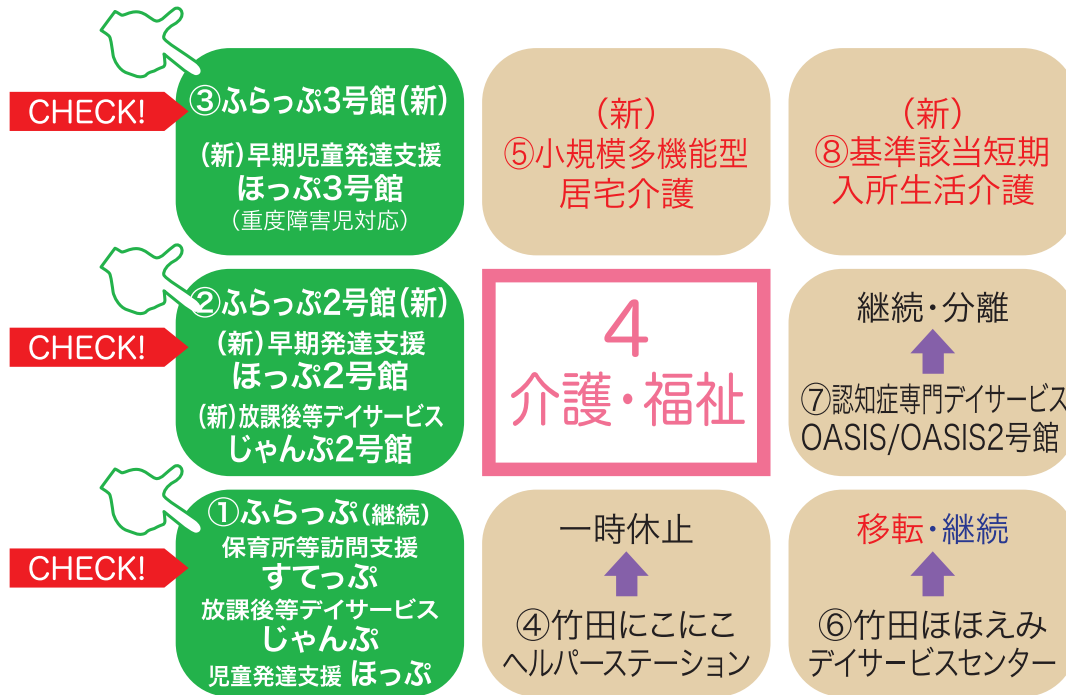 CHECK!
③ふらっぷ3号館(新)
(新)早期児童発達支援
ほっぷ3号館
(重度障害児対応)
(新)
⑤小規模多機能型
居宅介護
(新)
⑧基準該当短期
入所生活介護
CHECK!
②ふらっぷ2号館(新)
(新)早期発達支援
ほっぷ2号館
(新)放課後等デイサービス
じゃんぷ2号館
4
介護・福祉
継続・分離
⑦認知症専門デイサービス
OASIS/OASIS2号館
CHECK!
①ふらっぷ(継続)
保育所等訪問支援
すてっぷ
放課後等デイサービス
じゃんぷ
児童発達支援 ほっぷ
一時休止
④竹田にこにこ
ヘルパーステーション
移転・継続
⑥竹田ほほえみ
デイサービスセンター